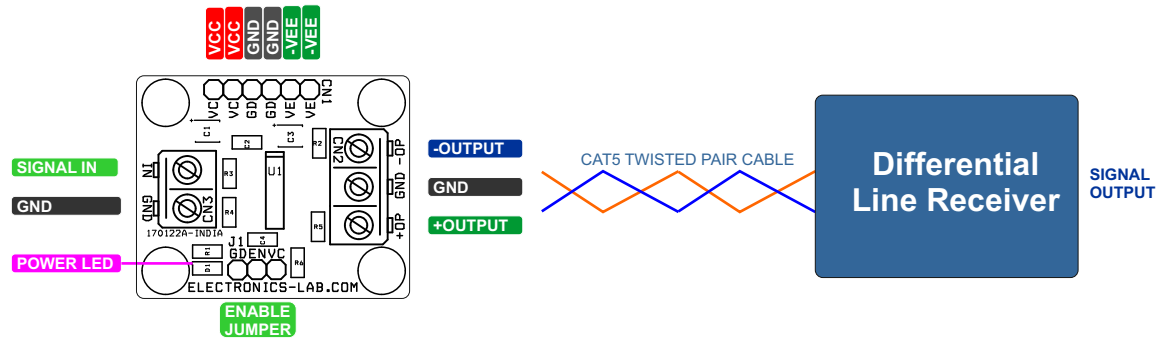 VCC
VCC
GND
GND
-VEE
-VEE
VC
VC
GD
GD
VE
VE
CN1
C1
C2
C3
R2
CN2
-OP
GND
+OP
IN
GND
CN3
R3
R4
U1
R5
170122A-INDIA
J1
C4
GDENVC
R1
D1
R6
ELECTRONICS-LAB.COM
SIGNAL IN
GND
POWER LED
ENABLE
JUMPER
-OUTPUT
GND
+OUTPUT
CAT5 TWISTED PAIR CABLE
Differential
Line Receiver
SIGNAL
OUTPUT